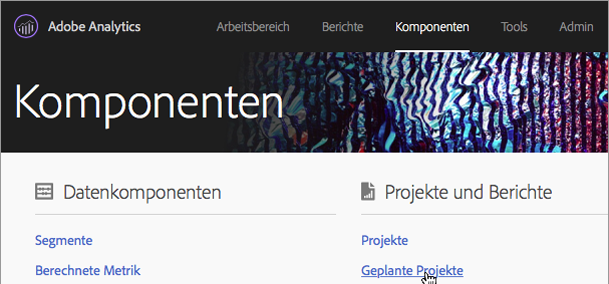 Adobe Analytics Arbeitsbereich Berichte Komponenten Tools Admin
Komponenten
Datenkomponenten
Segmente
Berechnete Metrik
Projekte und Berichte
Projekte
Geplante Projekte